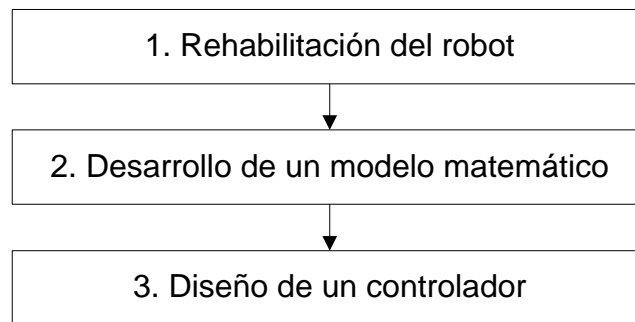 1. Rehabilitación del robot
2. Desarrollo de un modelo matemático
3. Diseño de un controlador